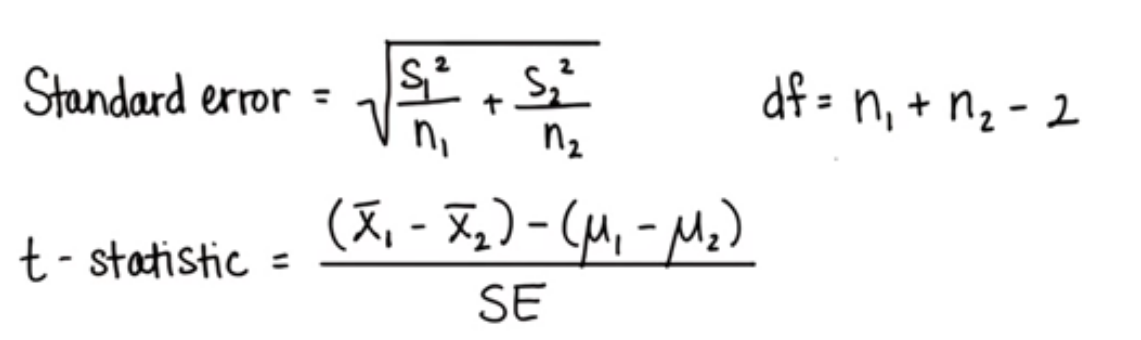 Standard error = √(s₁²/n₁ + s₂²/n₂) df = n₁ + n₂ - 2
t - statistic = ((x̄₁ - x̄₂) - (μ₁ - μ₂))/SE